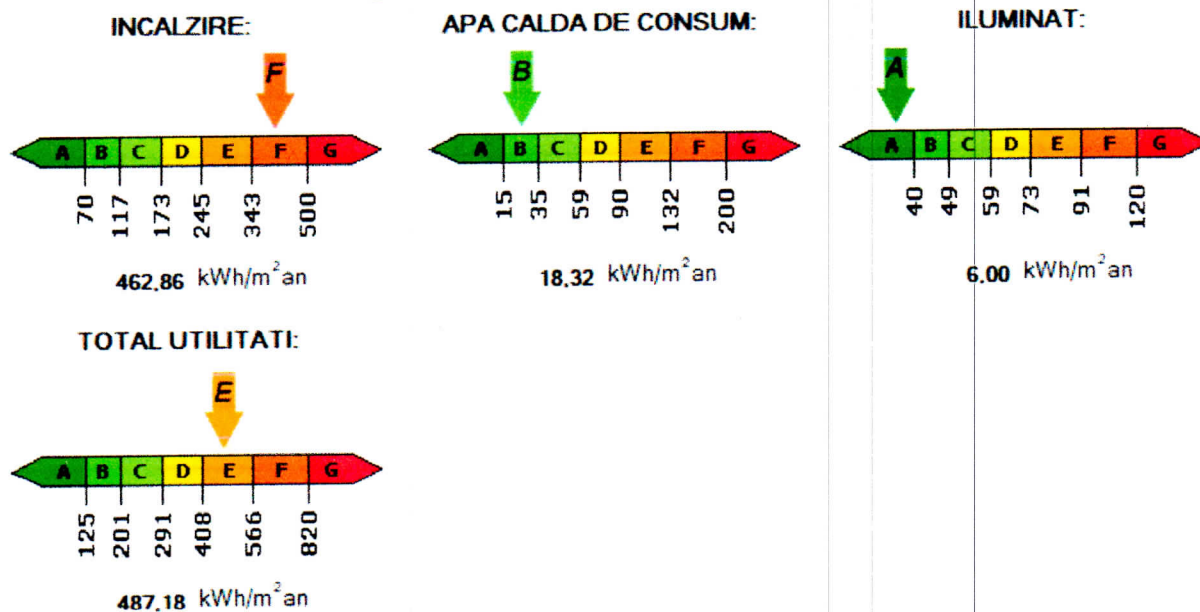 INCALZIRE:
F
A B C D E F G
70 117 173 245 343 500
462,86 kWh/m²an
APA CALDA DE CONSUM:
B
A B C D E F G
15 35 59 90 132 200
18,32 kWh/m²an
ILUMINAT:
A
A B C D E F G
40 49 59 73 91 120
6,00 kWh/m²an
TOTAL UTILITATI:
E
A B C D E F G
125 201 291 408 566 820
487,18 kWh/m²an